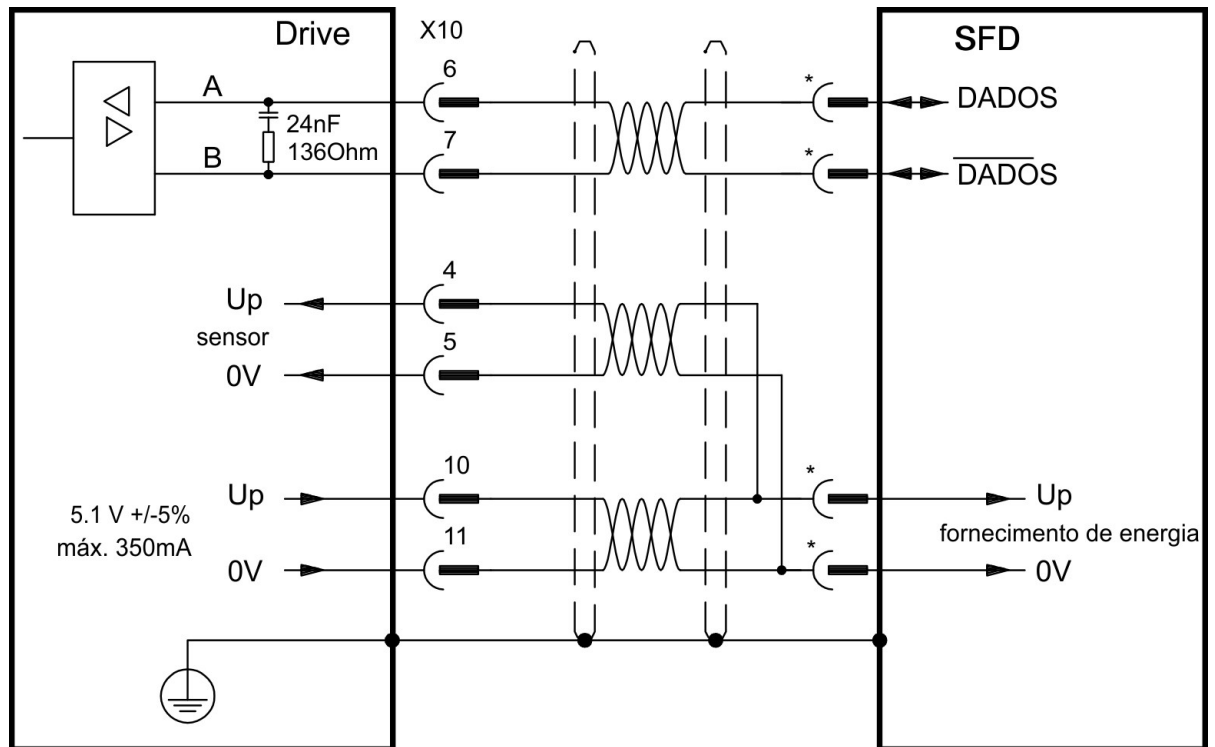 Drive
X10
SFD
6
*
A
DADOS
24nF
136Ohm
7
*
B
DADOS
4
Up
sensor
5
0V
10
*
Up
Up
5.1 V +/-5%
máx. 350mA
fornecimento de energia
11
*
0V
0V